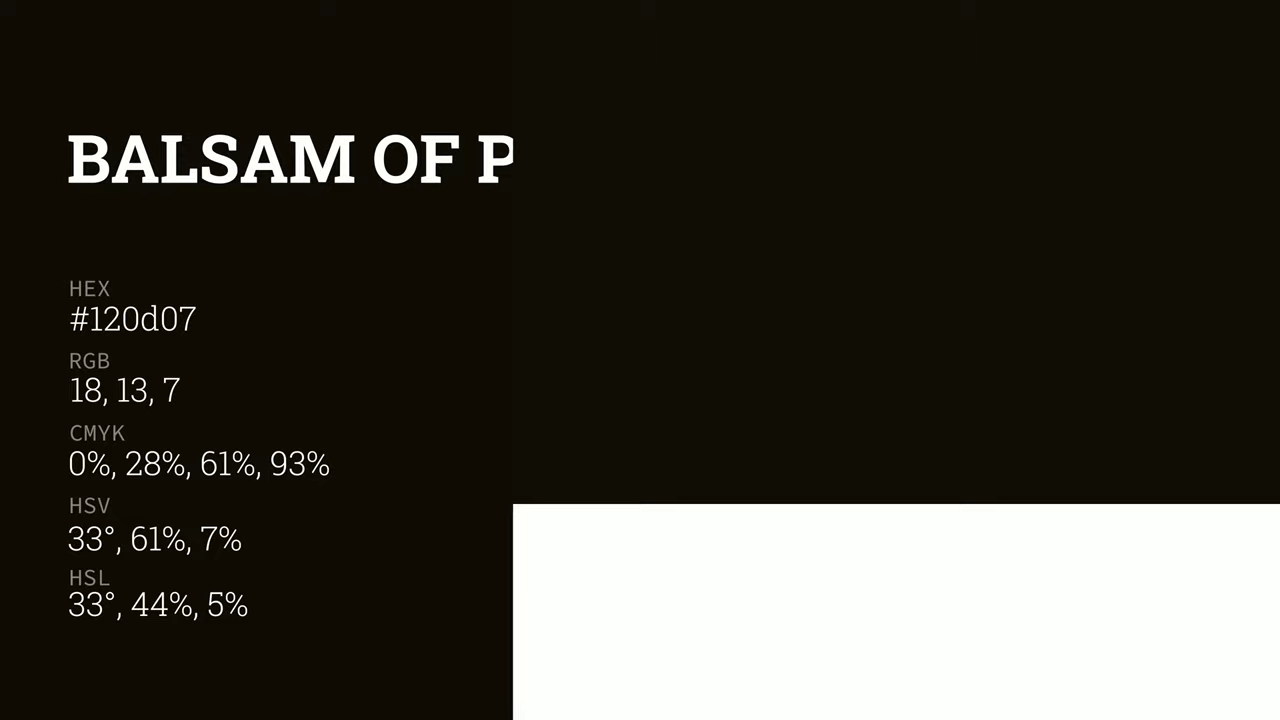 BALSAM OF P
HEX
#120d07
RGB
18, 13, 7
CMYK
0%, 28%, 61%, 93%
HSV
33°, 61%, 7%
HSL
33°, 44%, 5%